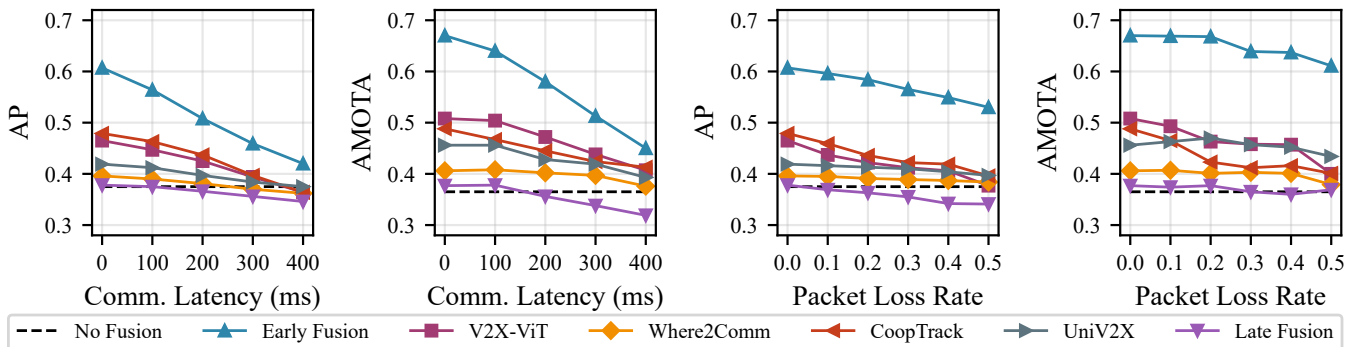 0.7
0.6
0.5
0.4
0.3
AP
0 100 200 300 400
Comm. Latency (ms)
0.7
0.6
0.5
0.4
0.3
AMOTA
0 100 200 300 400
Comm. Latency (ms)
0.7
0.6
0.5
0.4
0.3
AP
0.0 0.1 0.2 0.3 0.4 0.5
Packet Loss Rate
0.7
0.6
0.5
0.4
0.3
AMOTA
0.0 0.1 0.2 0.3 0.4 0.5
Packet Loss Rate
No Fusion Early Fusion V2X-ViT Where2Comm CoopTrack UniV2X Late Fusion